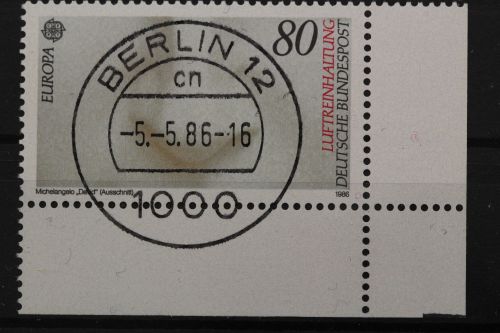 EUROPA
80
LUFTREINHALTUNG
DEUTSCHE BUNDESPOST
BERLIN 12
cn
-5.-5.86-16
1000
Michelangelo „David" (Ausschnitt)
1986